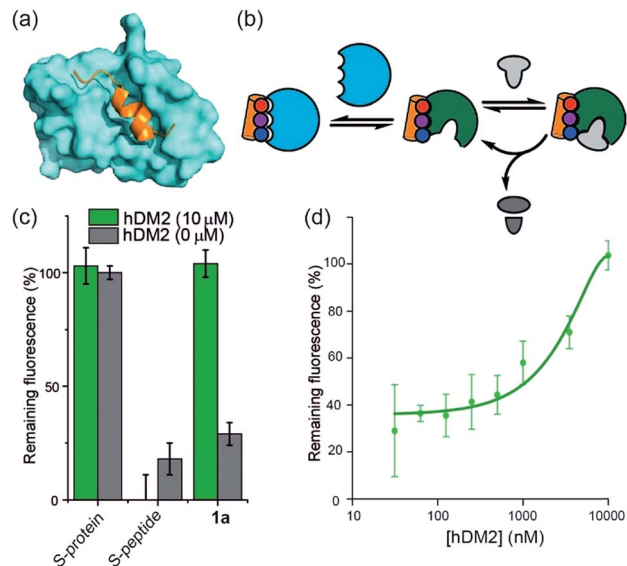 (a)
(b)
(c)
hDM2 (10 μM)
hDM2 (0 μM)
Remaining fluorescence (%)
100
50
0
S-protein
S-peptide
1a
(d)
Remaining fluorescence (%)
100
80
60
40
20
0
10
100
1000
10000
[hDM2] (nM)